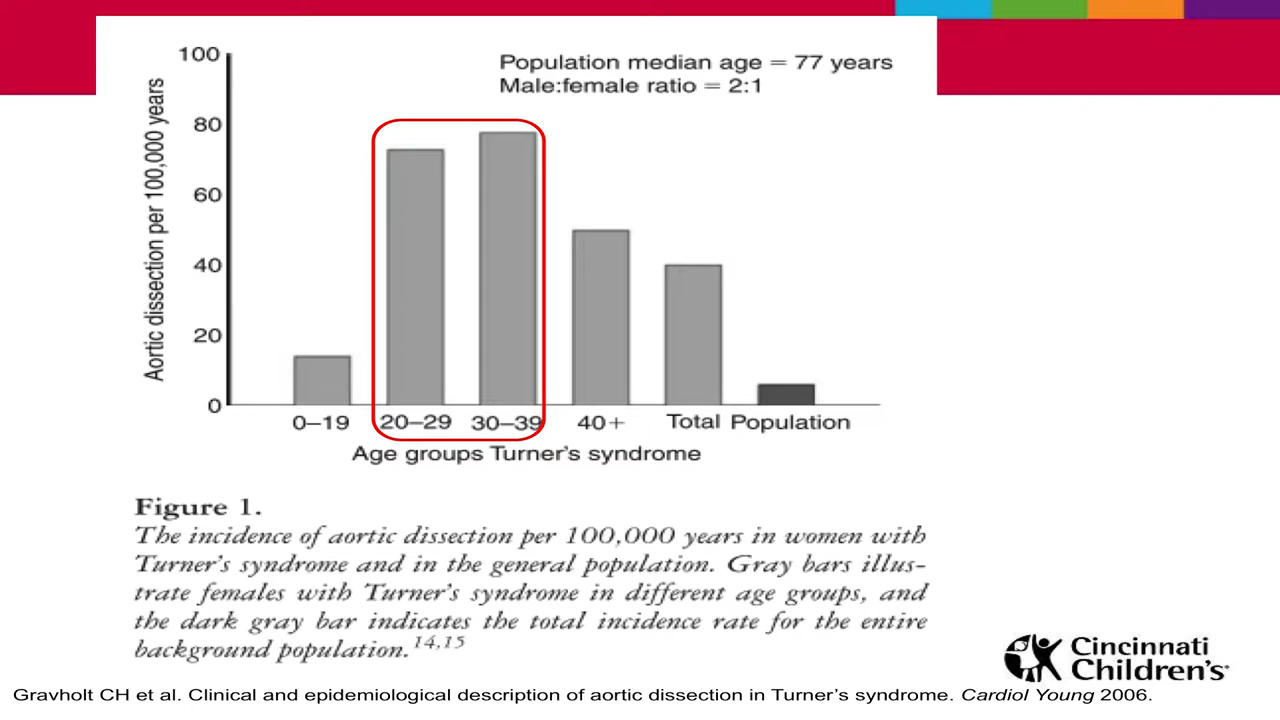 Population median age = 77 years
Male:female ratio = 2:1
Aortic dissection per 100,000 years
100
80
60
40
20
0
0–19 20–29 30–39 40+ Total Population
Age groups Turner’s syndrome
Figure 1.
The incidence of aortic dissection per 100,000 years in women with
Turner’s syndrome and in the general population. Gray bars illus-
trate females with Turner’s syndrome in different age groups, and
the dark gray bar indicates the total incidence rate for the entire
background population.14,15
Cincinnati
Children’s
Gravholt CH et al. Clinical and epidemiological description of aortic dissection in Turner’s syndrome. Cardiol Young 2006.